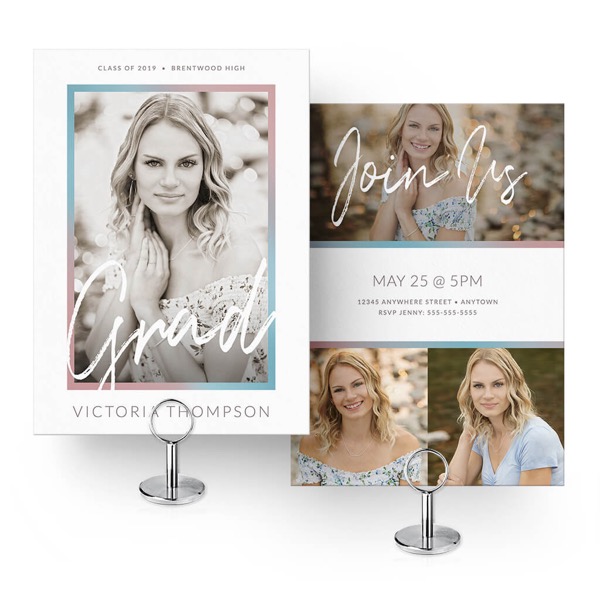 CLASS OF 2019 • BRENTWOOD HIGH
Grad
VICTORIA THOMPSON
Join Us
MAY 25 @ 5PM
12345 ANYWHERE STREET • ANYTOWN
RSVP JENNY: 555-555-5555